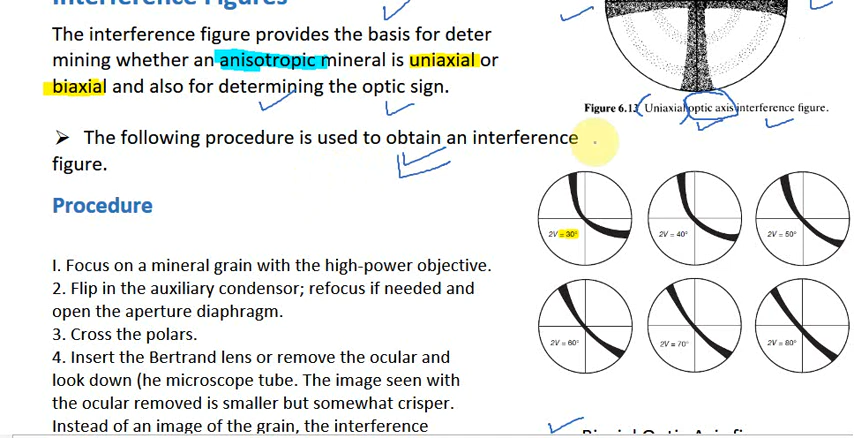 Interference Figures
The interference figure provides the basis for deter
mining whether an anisotropic mineral is uniaxial or
biaxial and also for determining the optic sign.
➤ The following procedure is used to obtain an interference
figure.
Procedure
I. Focus on a mineral grain with the high-power objective.
2. Flip in the auxiliary condensor; refocus if needed and
open the aperture diaphragm.
3. Cross the polars.
4. Insert the Bertrand lens or remove the ocular and
look down (he microscope tube. The image seen with
the ocular removed is smaller but somewhat crisper.
Instead of an image of the grain, the interference
Figure 6.13 Uniaxial optic axis interference figure.
2V = 30°
2V = 40°
2V = 50°
2V = 60°
2V = 70°
2V = 80°